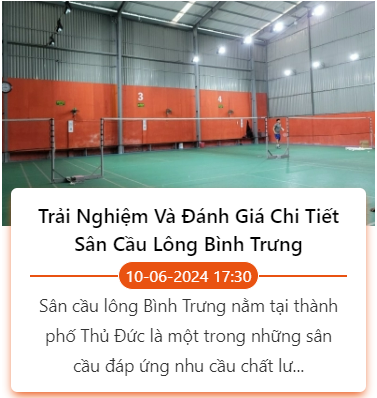 3
4
Trải Nghiệm Và Đánh Giá Chi Tiết
Sân Cầu Lông Bình Trưng
10-06-2024 17:30
Sân cầu lông Bình Trưng nằm tại thành
phố Thủ Đức là một trong những sân
cầu đáp ứng nhu cầu chất lư...